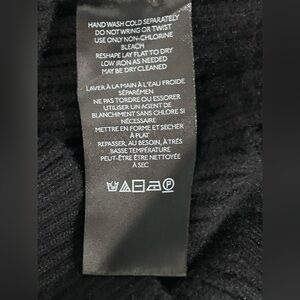 HAND WASH COLD SEPARATELY
DO NOT WRING OR TWIST
USE ONLY NON-CHLORINE
BLEACH
RESHAPE LAY FLAT TO DRY
LOW IRON AS NEEDED
MAY BE DRY CLEANED
LAVER À LA MAIN À L'EAU FROIDE
SÉPARÉMEN
NE PAS TORDRE OU ESSORER
UTILISER UN AGENT DE
BLANCHIMENT SANS CHLORE SI
NÉCESSAIRE
METTRE EN FORME ET SECHER
À PLAT
REPASSER, AU BESOIN, À TRÈS
BASSE TEMPÉRATURE
PEUT-ÊTRE ÊTRE NETTOYÉE
À SEC
P